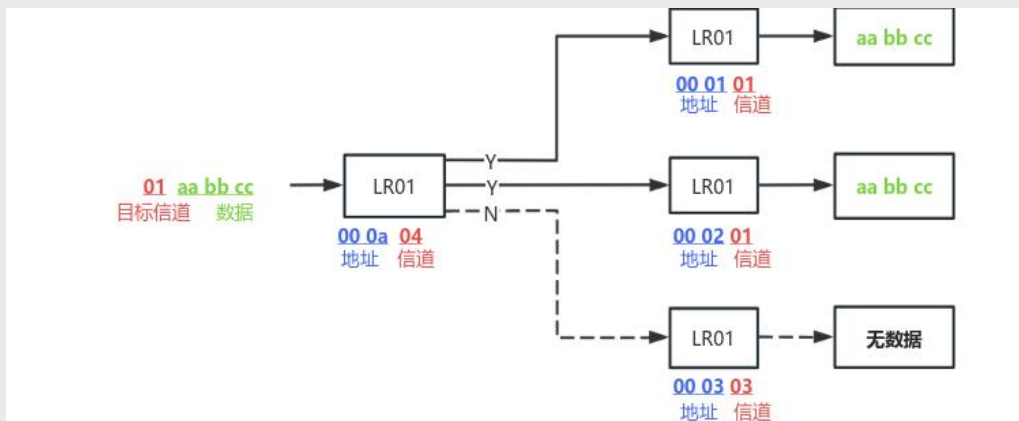 LR01
aa bb cc
00 01 01
地址 信道
Y
01 aa bb cc
目标信道 数据
LR01
Y
LR01
aa bb cc
N
00 0a 04
地址 信道
00 02 01
地址 信道
LR01
无数据
00 03 03
地址 信道